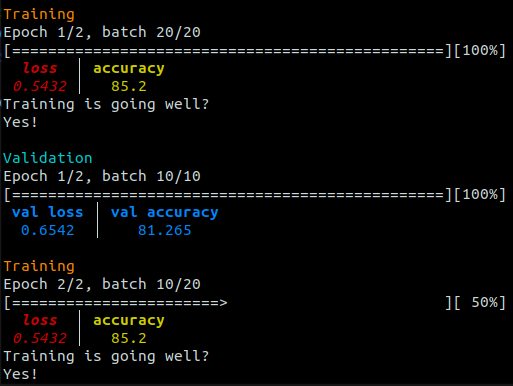 Training
Epoch 1/2, batch 20/20
[================================================][100%]
loss | accuracy
0.5432 | 85.2
Training is going well?
Yes!
Validation
Epoch 1/2, batch 10/10
[================================================][100%]
val loss | val accuracy
0.6542 | 81.265
Training
Epoch 2/2, batch 10/20
[=======================>                        ][ 50%]
loss | accuracy
0.5432 | 85.2
Training is going well?
Yes!